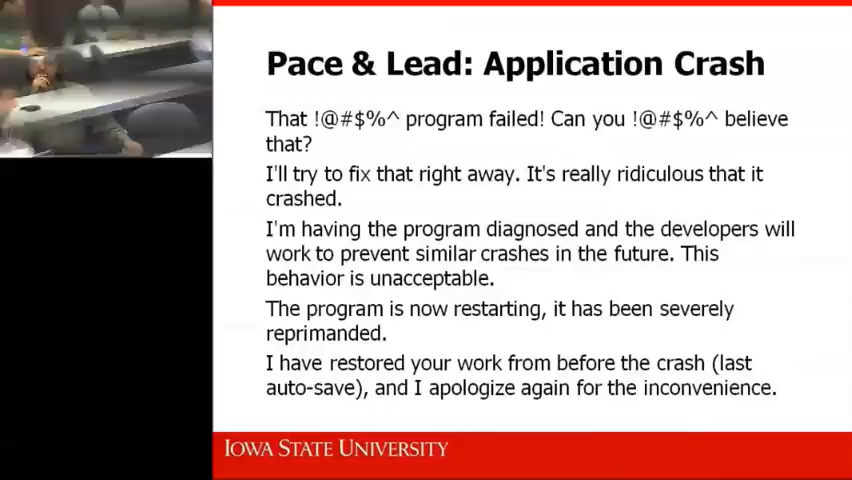 Pace & Lead: Application Crash
That !@#$%^ program failed! Can you !@#$%^ believe
that?
I'll try to fix that right away. It's really ridiculous that it
crashed.
I'm having the program diagnosed and the developers will
work to prevent similar crashes in the future. This
behavior is unacceptable.
The program is now restarting, it has been severely
reprimanded.
I have restored your work from before the crash (last
auto-save), and I apologize again for the inconvenience.
IOWA STATE UNIVERSITY